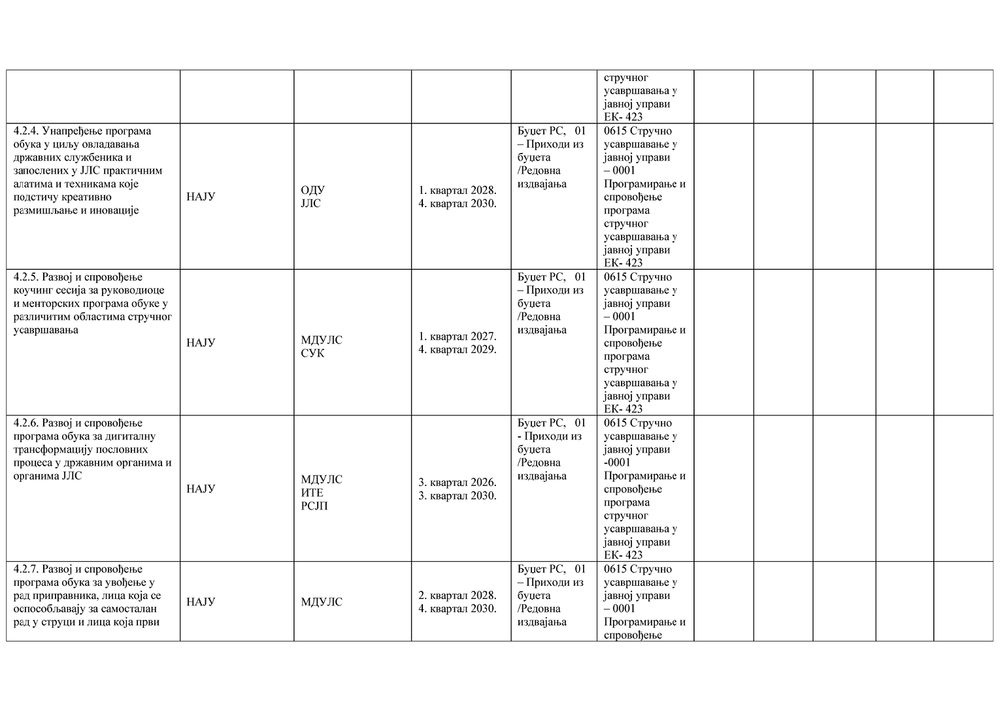 стручног
усавршавања у
јавној управи
ЕК- 423
4.2.4. Унапређење програма
обука у циљу овладавања
државних службеника и
запослених у ЈЛС практичним
алатима и техникама које
подстичу креативно
размишљање и иновације
НАЈУ
ОДУ
ЈЛС
1. квартал 2028.
4. квартал 2030.
Буџет РС, 01
– Приходи из
буџета
/Редовна
издвајања
0615 Стручно
усавршавање у
јавној управи
– 0001
Програмирање и
спровођење
програма
стручног
усавршавања у
јавној управи
ЕК- 423
4.2.5. Развој и спровођење
коучинг сесија за руководиоце
и менторских програма обуке у
различитим областима стручног
усавршавања
НАЈУ
МДУЛС
СУК
1. квартал 2027.
4. квартал 2029.
Буџет РС, 01
– Приходи из
буџета
/Редовна
издвајања
0615 Стручно
усавршавање у
јавној управи
– 0001
Програмирање и
спровођење
програма
стручног
усавршавања у
јавној управи
ЕК- 423
4.2.6. Развој и спровођење
програма обука за дигиталну
трансформацију пословних
процеса у државним органима и
органима ЈЛС
НАЈУ
МДУЛС
ИТЕ
РСЈП
3. квартал 2026.
3. квартал 2030.
Буџет РС, 01
- Приходи из
буџета
/Редовна
издвајања
0615 Стручно
усавршавање у
јавној управи
-0001
Програмирање и
спровођење
програма
стручног
усавршавања у
јавној управи
ЕК- 423
4.2.7. Развој и спровођење
програма обука за увођење у
рад приправника, лица која се
оспособљавају за самосталан
рад у струци и лица која први
НАЈУ
МДУЛС
2. квартал 2028.
4. квартал 2030.
Буџет РС, 01
– Приходи из
буџета
/Редовна
издвајања
0615 Стручно
усавршавање у
јавној управи
– 0001
Програмирање и
спровођење